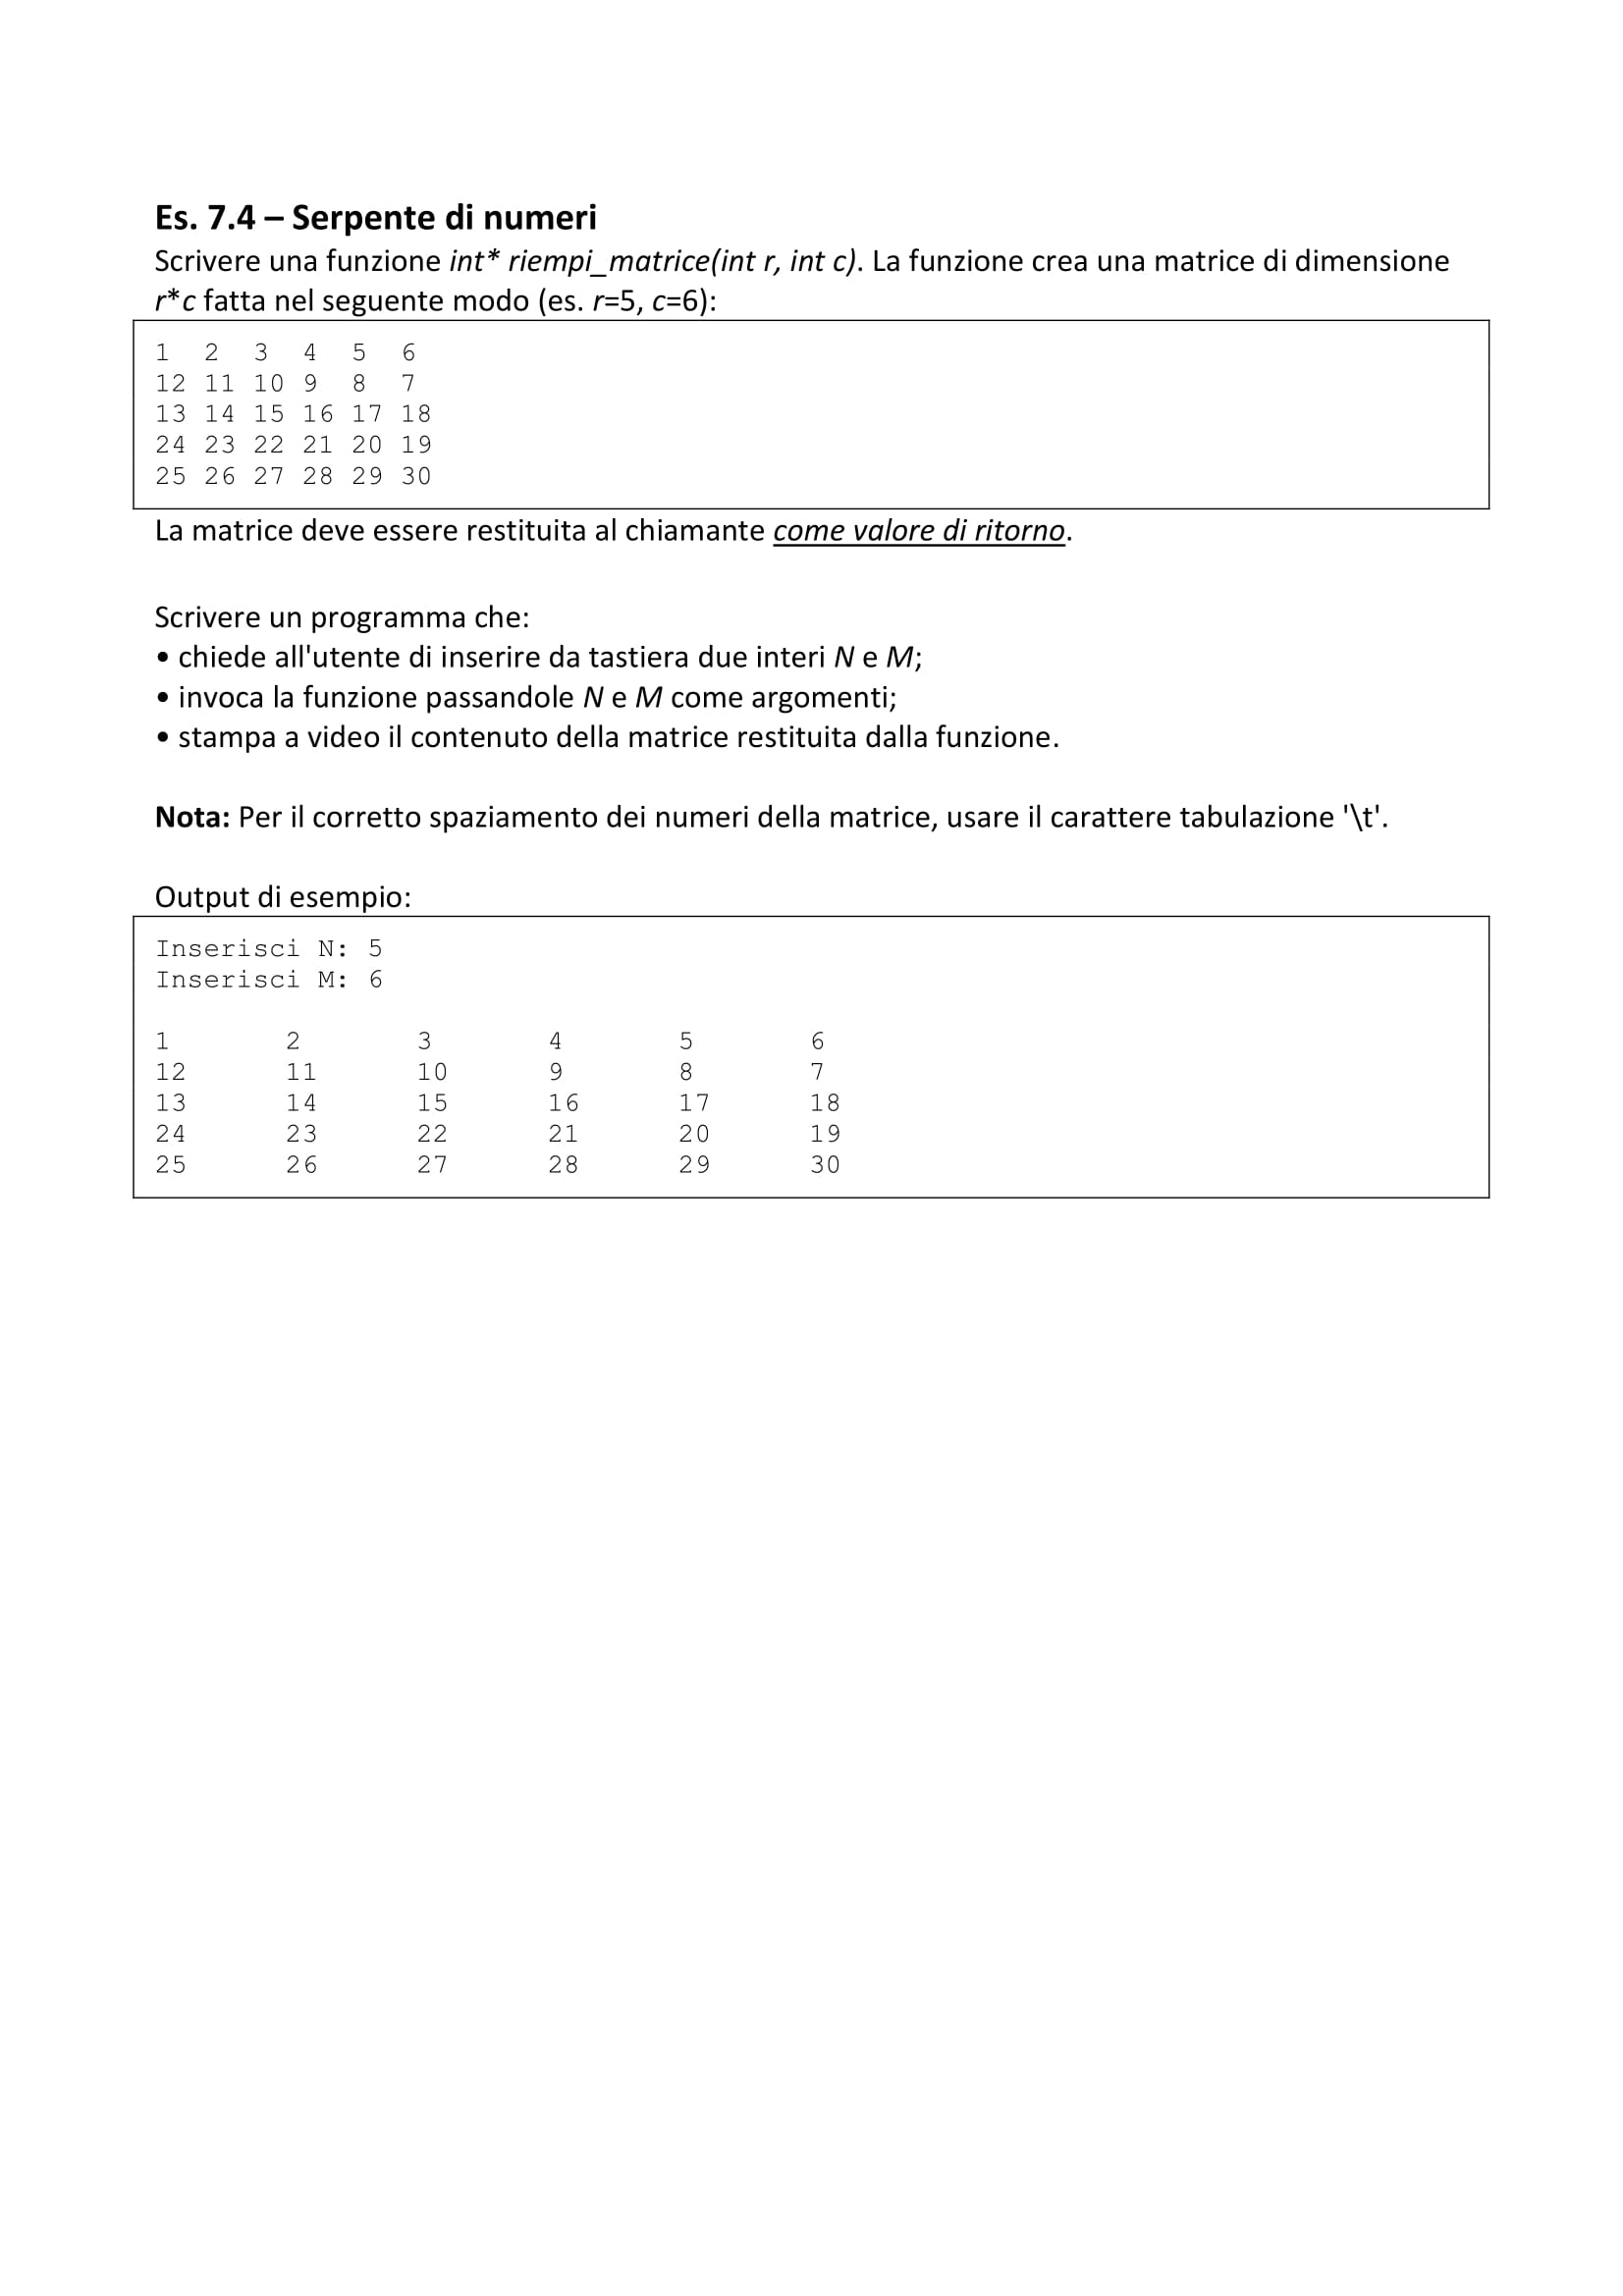 Es. 7.4 – Serpente di numeri
Scrivere una funzione int* riempi_matrice(int r, int c). La funzione crea una matrice di dimensione
r*c fatta nel seguente modo (es. r=5, c=6):
1 2 3 4 5 6
12 11 10 9 8 7
13 14 15 16 17 18
24 23 22 21 20 19
25 26 27 28 29 30
La matrice deve essere restituita al chiamante come valore di ritorno.
Scrivere un programma che:
• chiede all'utente di inserire da tastiera due interi N e M;
• invoca la funzione passandole N e M come argomenti;
• stampa a video il contenuto della matrice restituita dalla funzione.
Nota: Per il corretto spaziamento dei numeri della matrice, usare il carattere tabulazione '\t'.
Output di esempio:
Inserisci N: 5
Inserisci M: 6
1 2 3 4 5 6
12 11 10 9 8 7
13 14 15 16 17 18
24 23 22 21 20 19
25 26 27 28 29 30